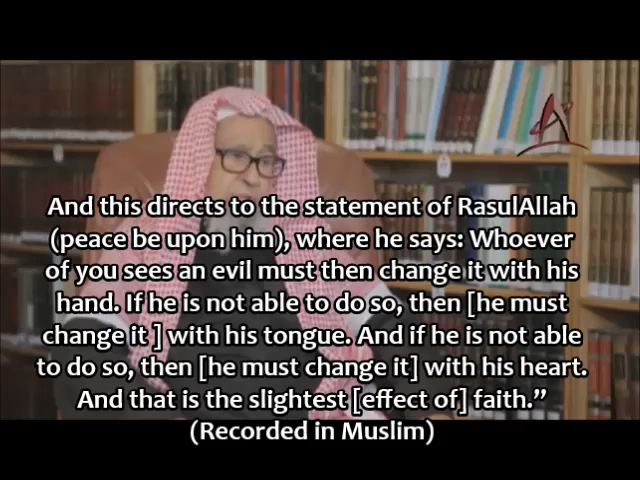 And this directs to the statement of RasulAllah
(peace be upon him), where he says: Whoever
of you sees an evil must then change it with his
hand. If he is not able to do so, then [he must
change it ] with his tongue. And if he is not able
to do so, then [he must change it] with his heart.
And that is the slightest [effect of] faith.”
(Recorded in Muslim)